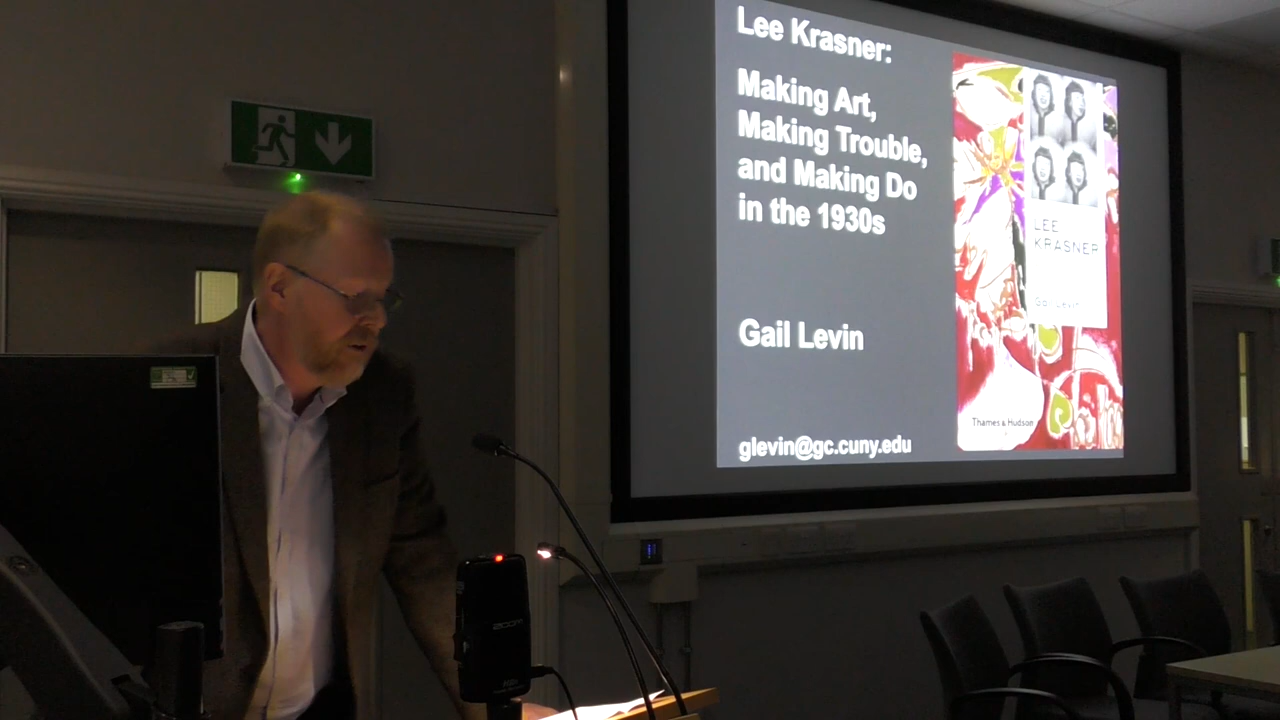 Lee Krasner:
Making Art,
Making Trouble,
and Making Do
in the 1930s
Gail Levin
glevin@gc.cuny.edu
LEE
KRASNER
Gail Levin
Thames & Hudson
zoom